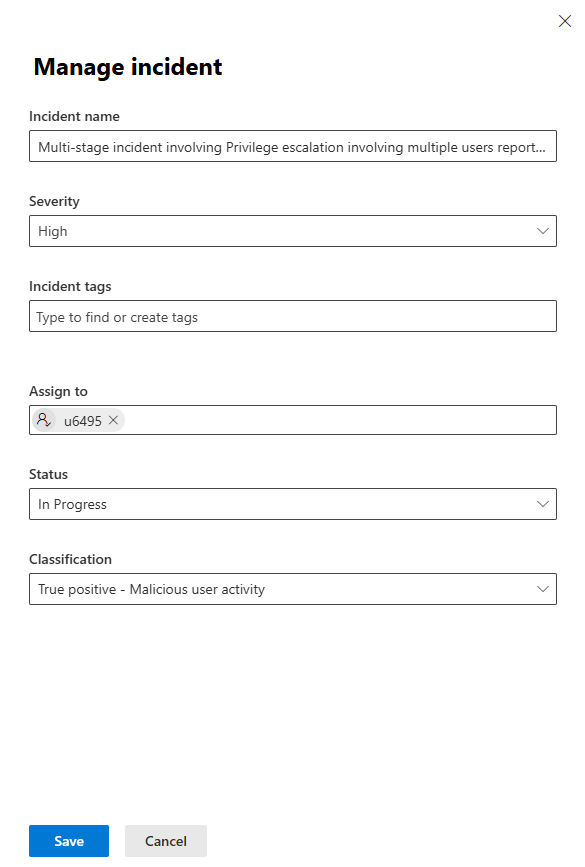 Manage incident
Incident name
Multi-stage incident involving Privilege escalation involving multiple users report...
Severity
High
Incident tags
Type to find or create tags
Assign to
u6495
Status
In Progress
Classification
True positive - Malicious user activity
Save Cancel